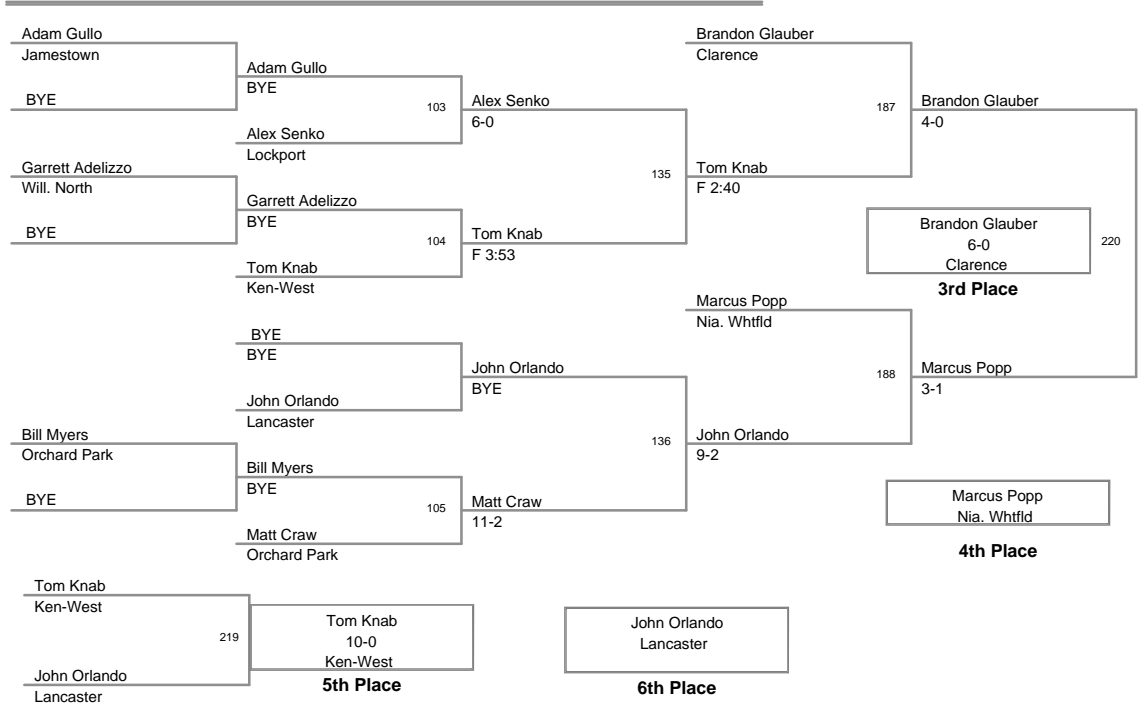 Adam Gullo
Jamestown
BYE
Garrett Adelizzo
Will. North
BYE
Bill Myers
Orchard Park
BYE
Adam Gullo
BYE
103
Alex Senko
Lockport
Garrett Adelizzo
BYE
104
Tom Knab
Ken-West
BYE
BYE
John Orlando
Lancaster
Bill Myers
BYE
105
Matt Craw
Orchard Park
Alex Senko
6-0
135
Tom Knab
F 3:53
John Orlando
BYE
136
Matt Craw
11-2
Brandon Glauber
Clarence
187
Tom Knab
F 2:40
Marcus Popp
Nia. Whtfld
188
John Orlando
9-2
Brandon Glauber
4-0
Brandon Glauber
6-0
Clarence
220
3rd Place
Marcus Popp
3-1
Marcus Popp
Nia. Whtfld
4th Place
Tom Knab
Ken-West
219
John Orlando
Lancaster
Tom Knab
10-0
Ken-West
5th Place
John Orlando
Lancaster
6th Place